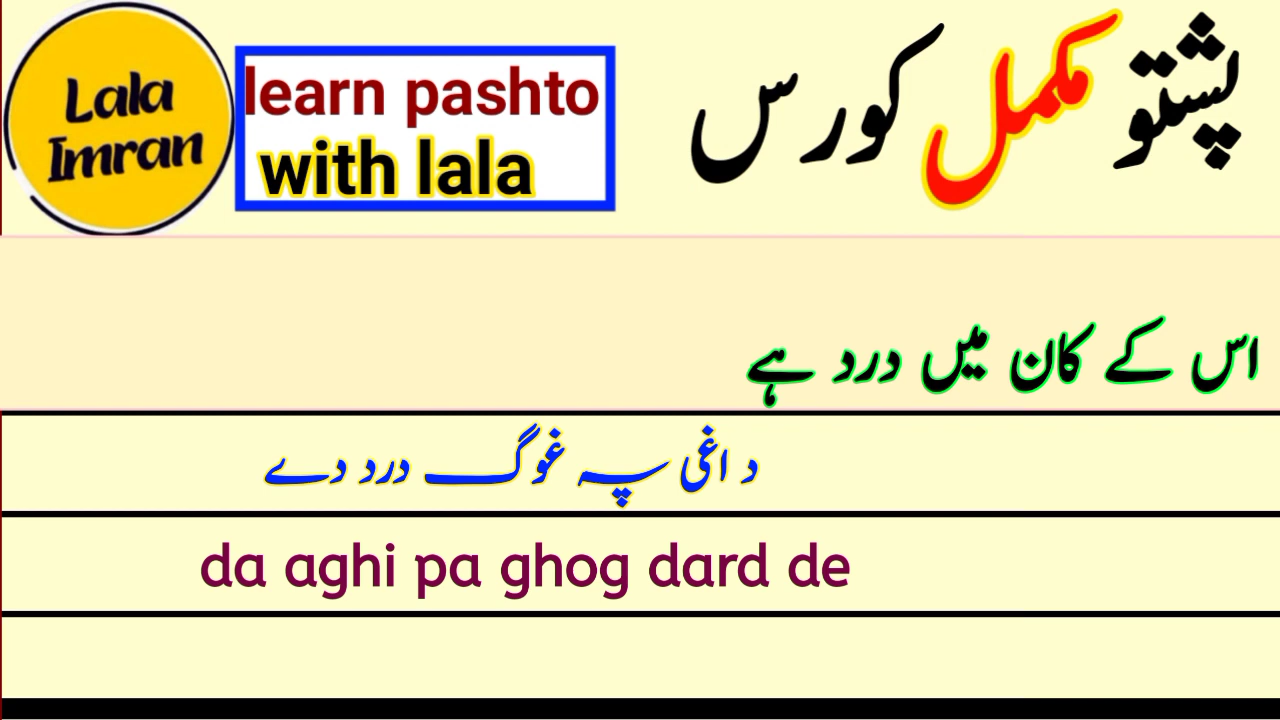 Lala
Imran
learn pashto
with lala
پشتو مکمل کورس
اس کے کان میں درد ہے
د اغی پہ غوگ درد دے
da aghi pa ghog dard de